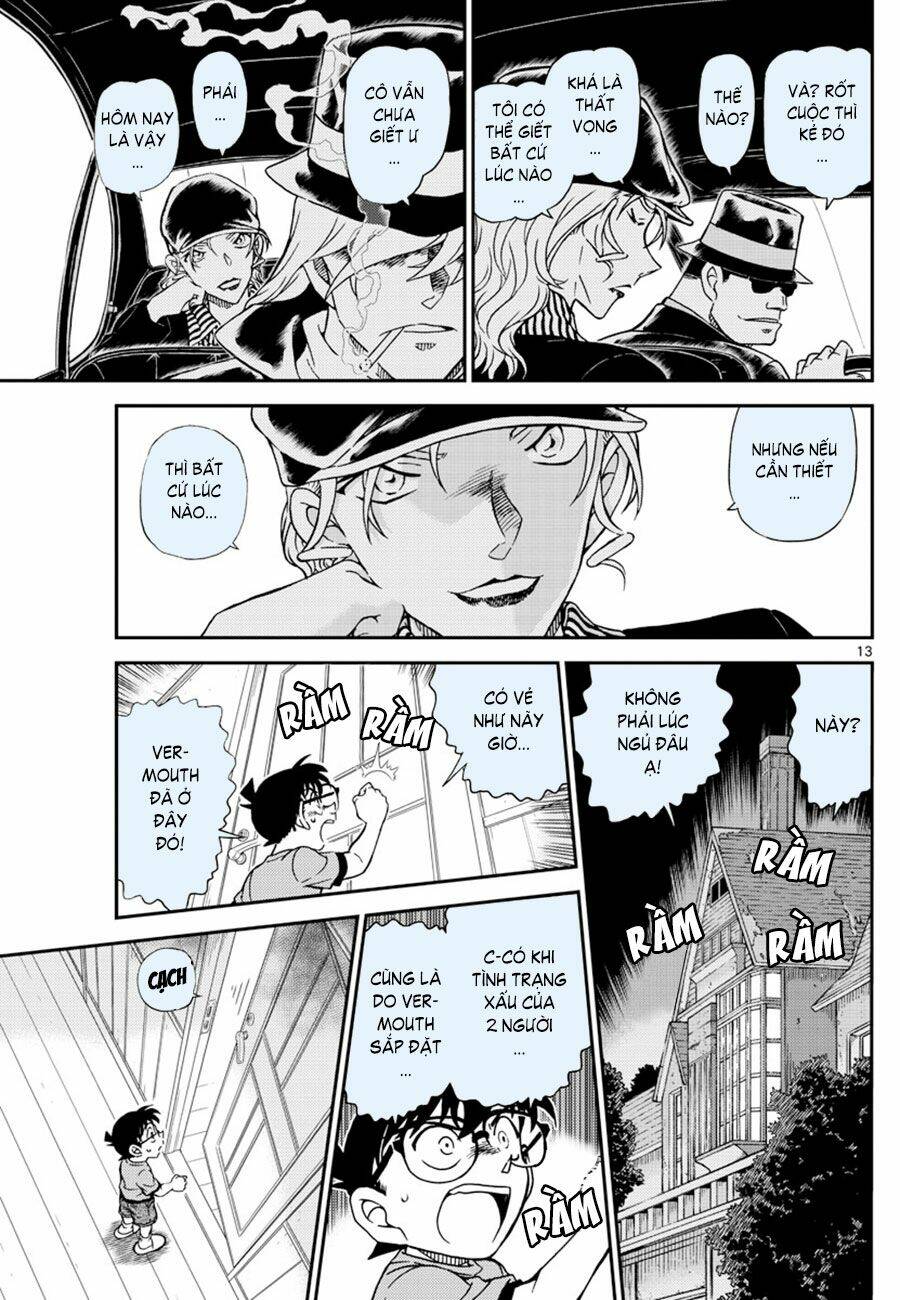 VÀ? RỐT
CUỘC THÌ
KẺ ĐÓ
...
THẾ
NÀO?
KHÁ LÀ
THẤT
VỌNG
...
TÔI CÓ
THỂ GIẾT
BẤT CỨ
LÚC NÀO
...
CÔ VẪN
CHƯA
GIẾT Ư
...
PHẢI
...
HÔM NAY
LÀ VẬY
...
NHƯNG NẾU
CẦN THIẾT
...
THÌ BẤT
CỨ LÚC
NÀO...
13
NÀY?
KHÔNG
PHẢI LÚC
NGỦ ĐÂU
Ạ!
RẦM
RẦM
RẦM
CÓ VẺ
NHƯ NÃY
GIỜ...
RẦM
RẦM
VER-
MOUTH
ĐÃ Ở
ĐÂY
ĐÓ!
C-CÓ KHI
TÌNH TRẠNG
XẤU CỦA
2 NGƯỜI
...
CŨNG LÀ
DO VER-
MOUTH
SẮP ĐẶT
...
RẦM
CẠCH